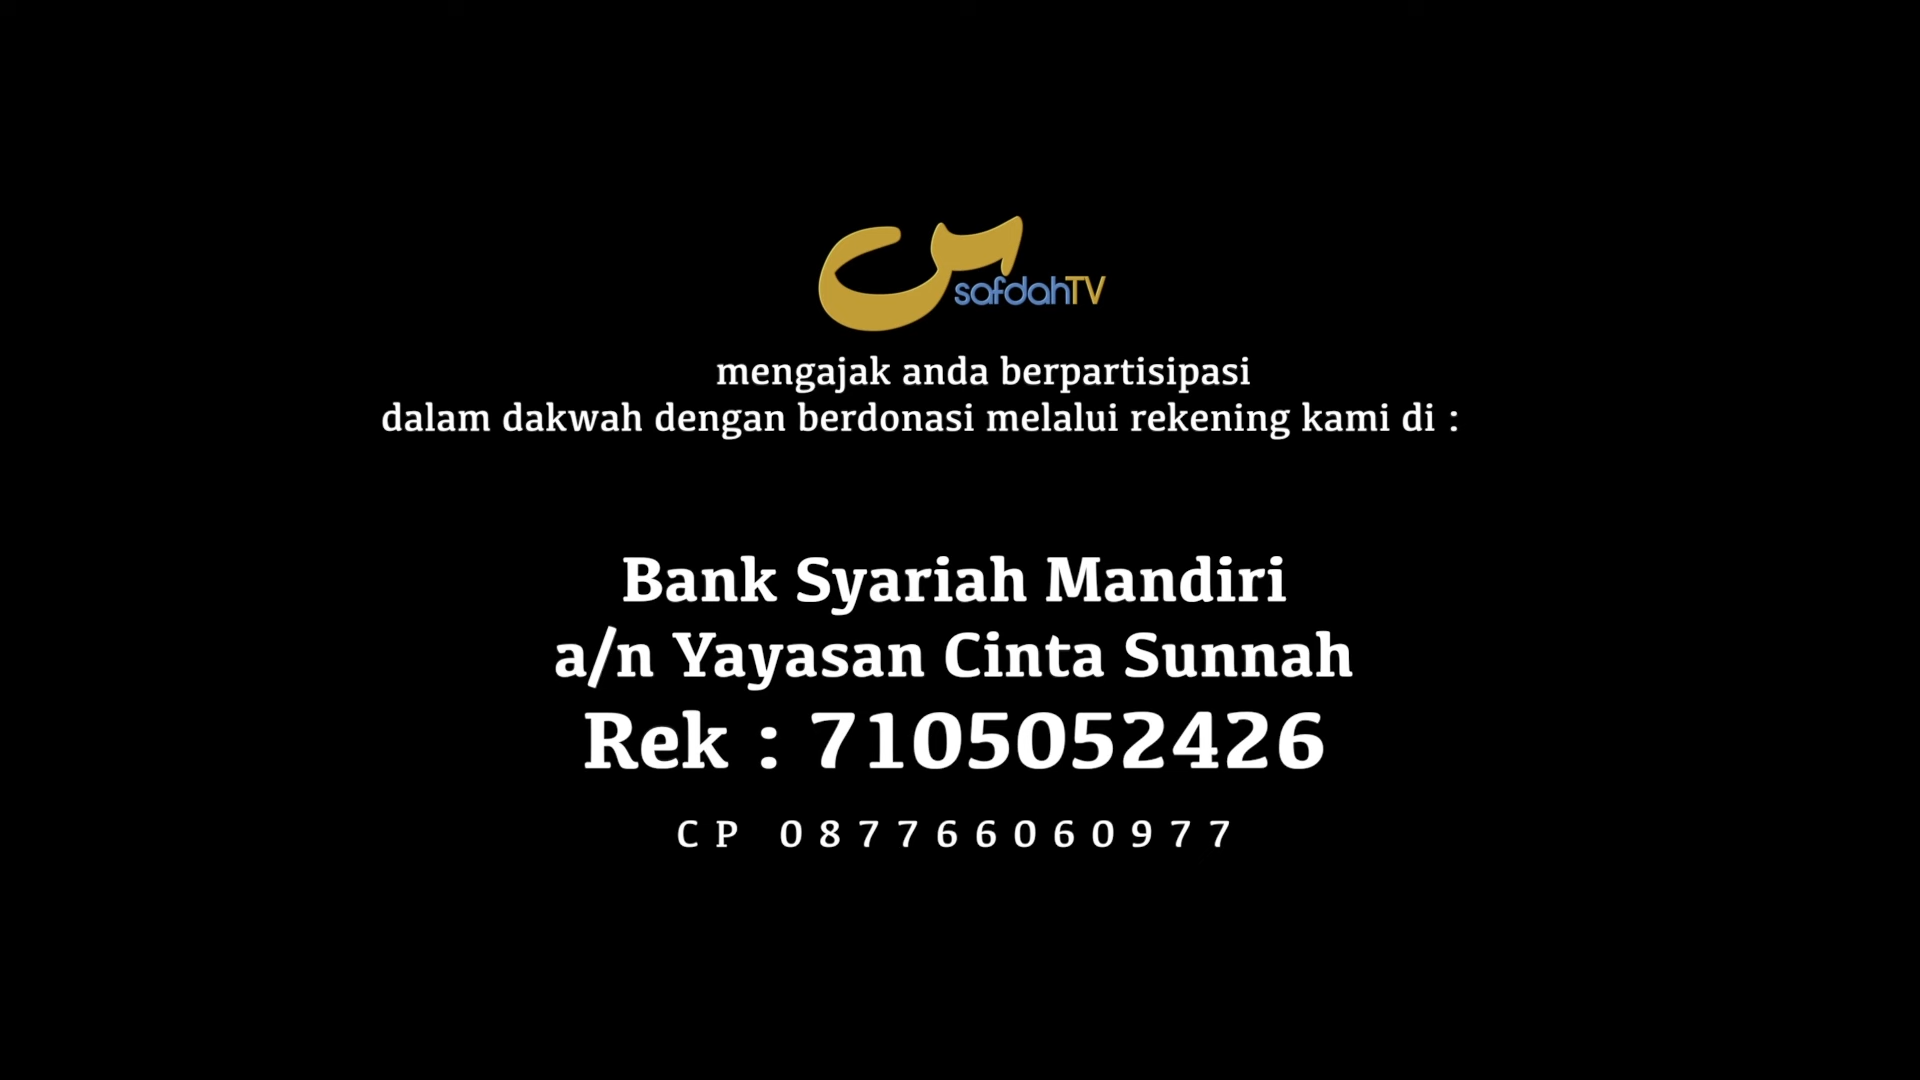 safdahTV
mengajak anda berpartisipasi
dalam dakwah dengan berdonasi melalui rekening kami di :
Bank Syariah Mandiri
a/n Yayasan Cinta Sunnah
Rek : 7105052426
CP 087766060977